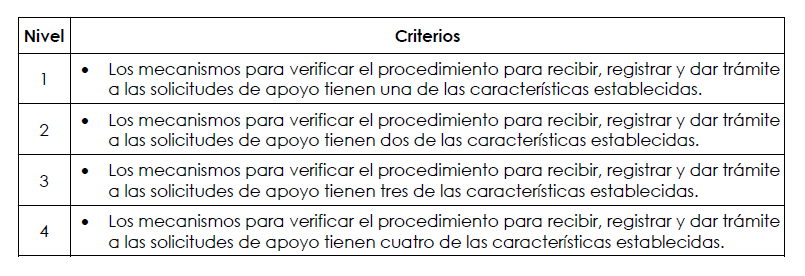 Nivel Criterios
1 • Los mecanismos para verificar el procedimiento para recibir, registrar y dar trámite
a las solicitudes de apoyo tienen una de las características establecidas.
2 • Los mecanismos para verificar el procedimiento para recibir, registrar y dar trámite
a las solicitudes de apoyo tienen dos de las características establecidas.
3 • Los mecanismos para verificar el procedimiento para recibir, registrar y dar trámite
a las solicitudes de apoyo tienen tres de las características establecidas.
4 • Los mecanismos para verificar el procedimiento para recibir, registrar y dar trámite
a las solicitudes de apoyo tienen cuatro de las características establecidas.